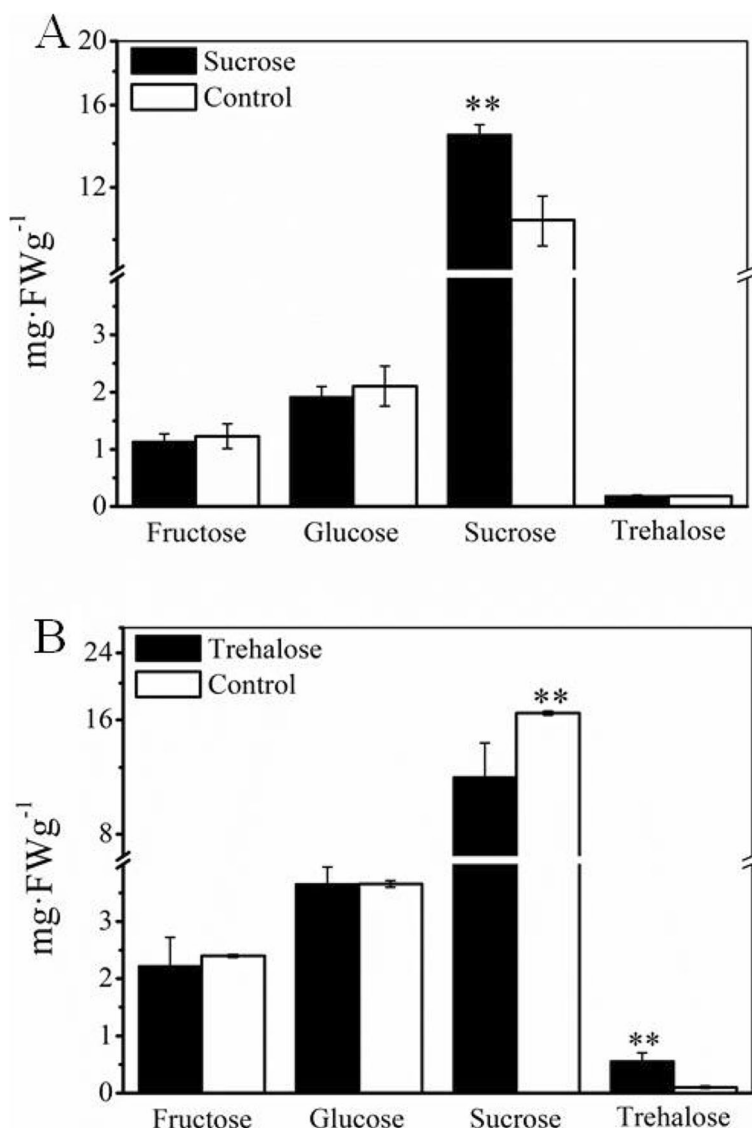 A
20
Sucrose
Control
**
16
12
mg·FWg⁻¹
3
2
1
0
Fructose Glucose Sucrose Trehalose
B
24
Trehalose
Control
**
16
8
mg·FWg⁻¹
3
2
1
**
0
Fructose Glucose Sucrose Trehalose